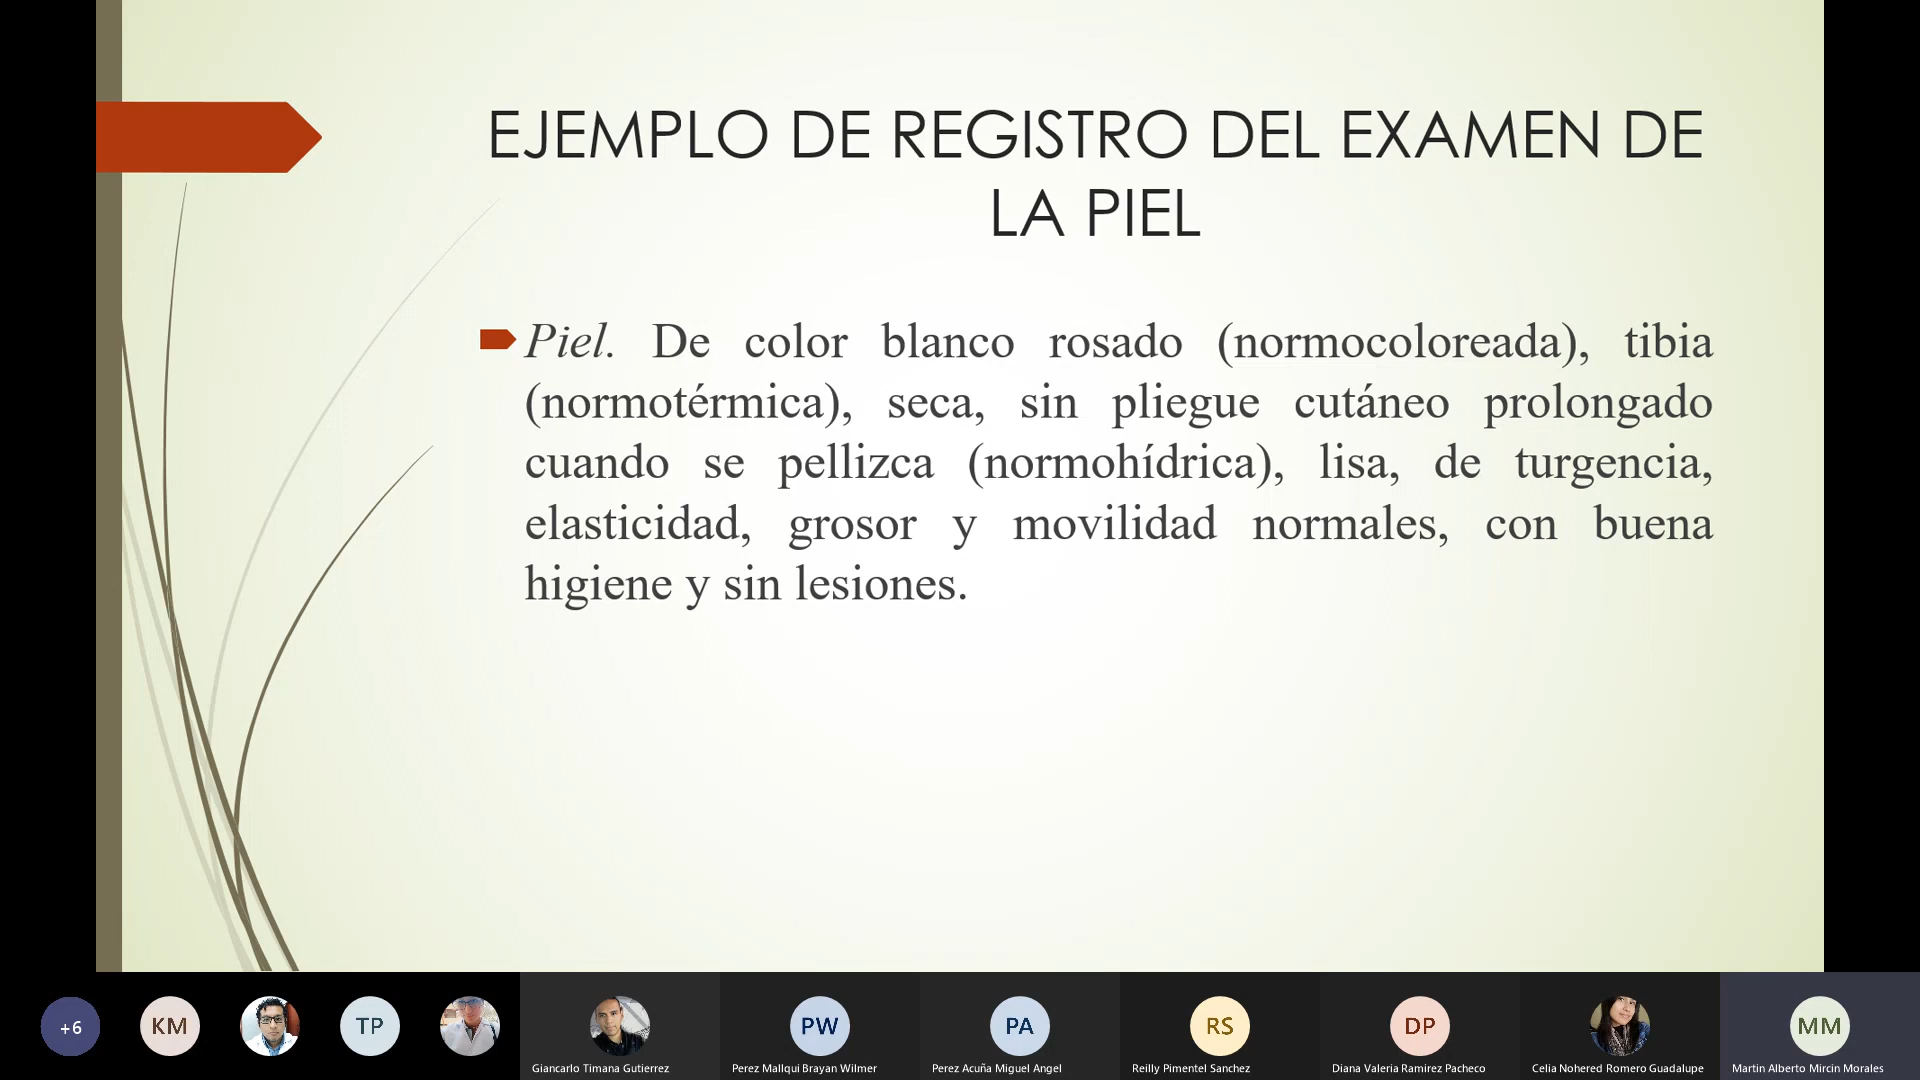 EJEMPLO DE REGISTRO DEL EXAMEN DE
LA PIEL
Piel. De color blanco rosado (normocoloreada), tibia
(normotérmica), seca, sin pliegue cutáneo prolongado
cuando se pellizca (normohídrica), lisa, de turgencia,
elasticidad, grosor y movilidad normales, con buena
higiene y sin lesiones.
+6
KM
TP
PW
PA
RS
DP
MM
Giancarlo Timana Gutierrez
Perez Mallqui Brayan Wilmer
Perez Acuña Miguel Angel
Reilly Pimentel Sanchez
Diana Valeria Ramirez Pacheco
Celia Nohered Romero Guadalupe
Martin Alberto Mircin Morales